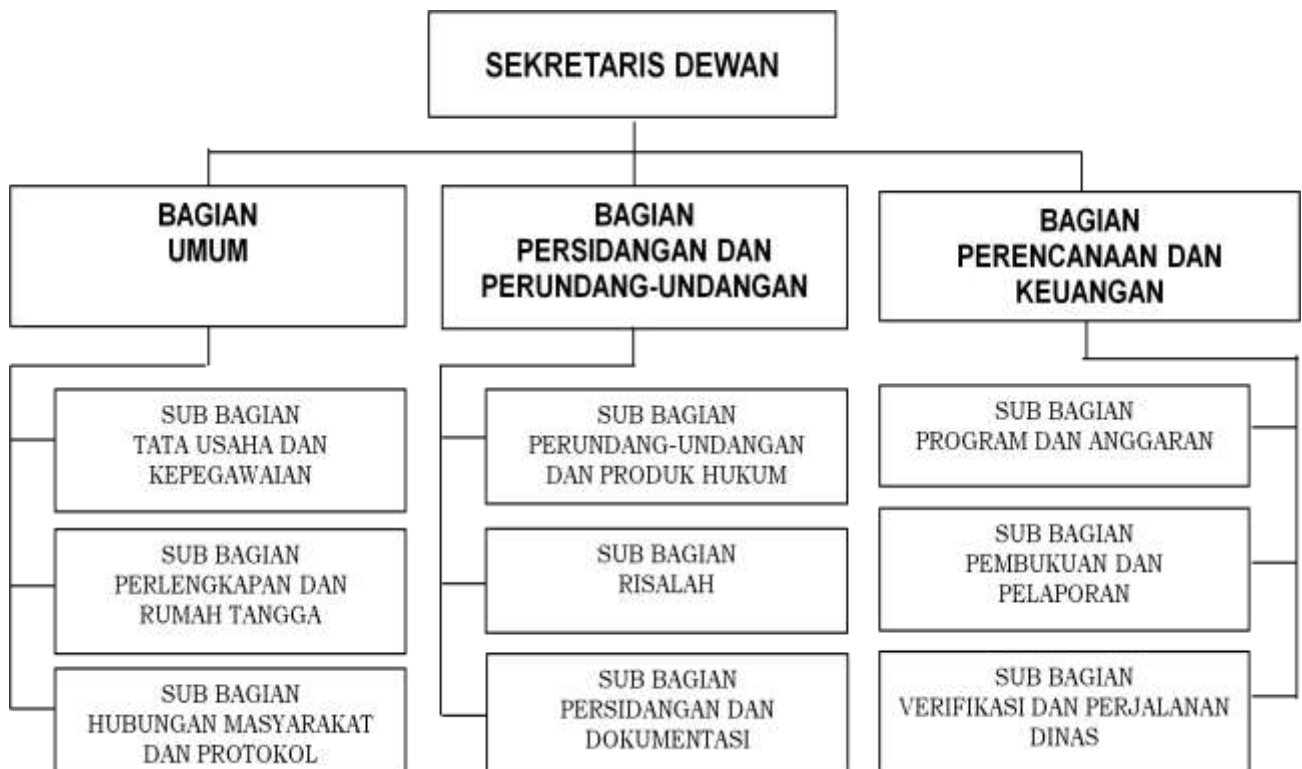 SEKRETARIS DEWAN
BAGIAN
UMUM
BAGIAN
PERSIDANGAN DAN
PERUNDANG-UNDANGAN
BAGIAN
PERENCANAAN DAN
KEUANGAN
SUB BAGIAN
TATA USAHA DAN
KEPEGAWAIAN
SUB BAGIAN
PERLENGKAPAN DAN
RUMAH TANGGA
SUB BAGIAN
HUBUNGAN MASYARAKAT
DAN PROTOKOL
SUB BAGIAN
PERUNDANG-UNDANGAN
DAN PRODUK HUKUM
SUB BAGIAN
RISALAH
SUB BAGIAN
PERSIDANGAN DAN
DOKUMENTASI
SUB BAGIAN
PROGRAM DAN ANGGARAN
SUB BAGIAN
PEMBUKUAN DAN
PELAPORAN
SUB BAGIAN
VERIFIKASI DAN PERJALANAN
DINAS